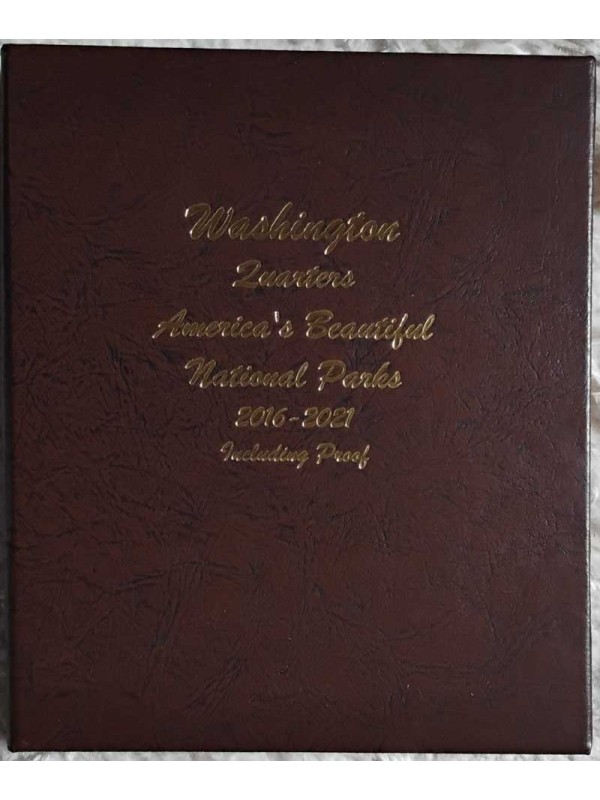 Washington
Quarters
America's Beautiful
National Parks
2016-2021
Including Proof